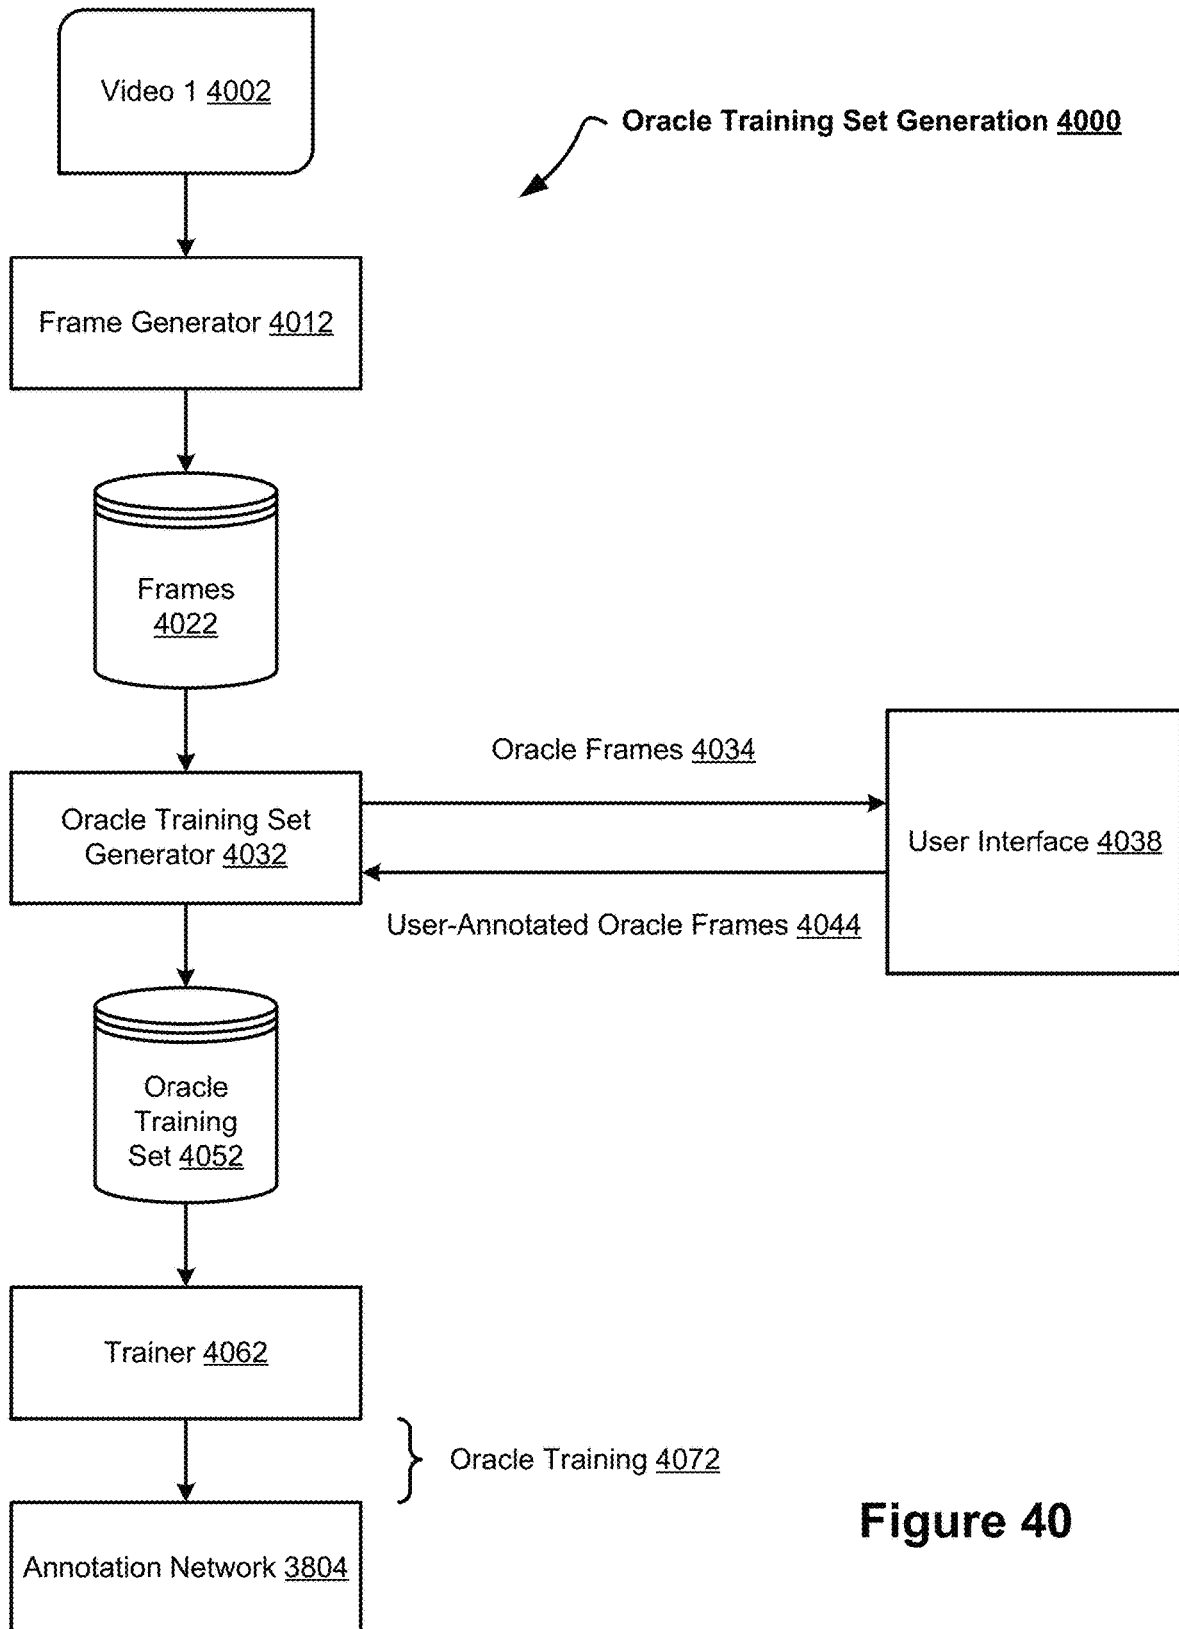 Video 1 4002
Oracle Training Set Generation 4000
Frame Generator 4012
Frames
4022
Oracle Frames 4034
Oracle Training Set
Generator 4032
User Interface 4038
User-Annotated Oracle Frames 4044
Oracle
Training
Set 4052
Trainer 4062
Oracle Training 4072
Figure 40
Annotation Network 3804